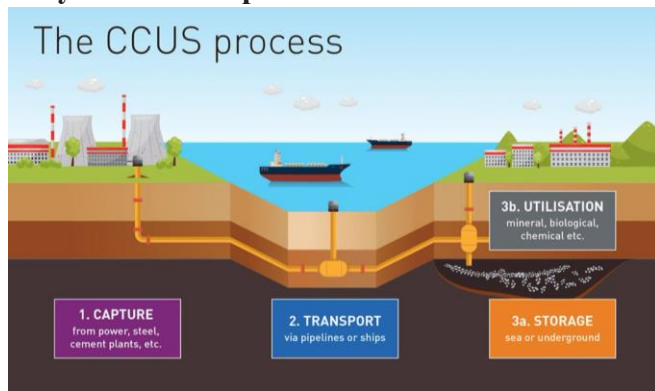 The CCUS process
3b. UTILISATION
mineral, biological,
chemical etc.
1. CAPTURE
from power, steel,
cement plants, etc.
2. TRANSPORT
via pipelines or ships
3a. STORAGE
sea or underground